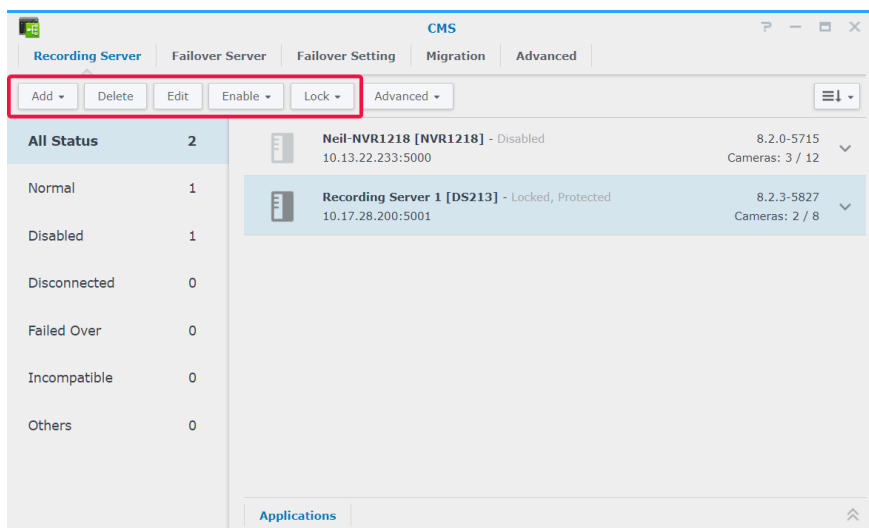 CMS
Recording Server Failover Server Failover Setting Migration Advanced
Add Delete Edit Enable Lock Advanced
All Status 2
Normal 1
Disabled 1
Disconnected 0
Failed Over 0
Incompatible 0
Others 0
Neil-NVR1218 [NVR1218] - Disabled 8.2.0-5715
10.13.22.233:5000 Cameras: 3 / 12
Recording Server 1 [DS213] - Locked, Protected 8.2.3-5827
10.17.28.200:5001 Cameras: 2 / 8
Applications